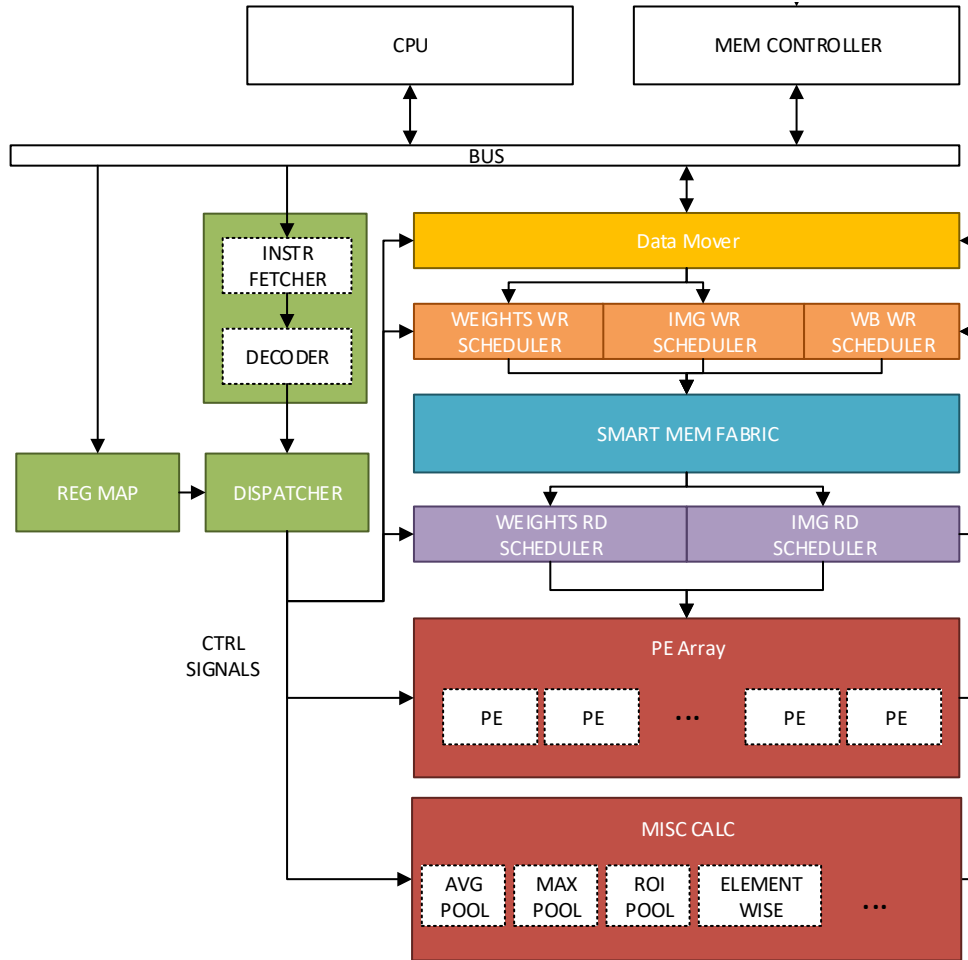 CPU
MEM CONTROLLER
BUS
INSTR
FETCHER
DECODER
REG MAP
DISPATCHER
CTRL
SIGNALS
Data Mover
WEIGHTS WR
SCHEDULER
IMG WR
SCHEDULER
WB WR
SCHEDULER
SMART MEM FABRIC
WEIGHTS RD
SCHEDULER
IMG RD
SCHEDULER
PE Array
PE
PE
...
PE
PE
MISC CALC
AVG
POOL
MAX
POOL
ROI
POOL
ELEMENT
WISE
...